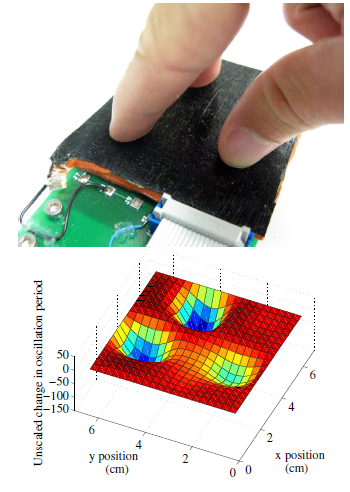 Unscaled change in oscillation period
50
0
−50
−100
−150
6
4
2
0
y position
(cm)
0
2
4
6
x position
(cm)